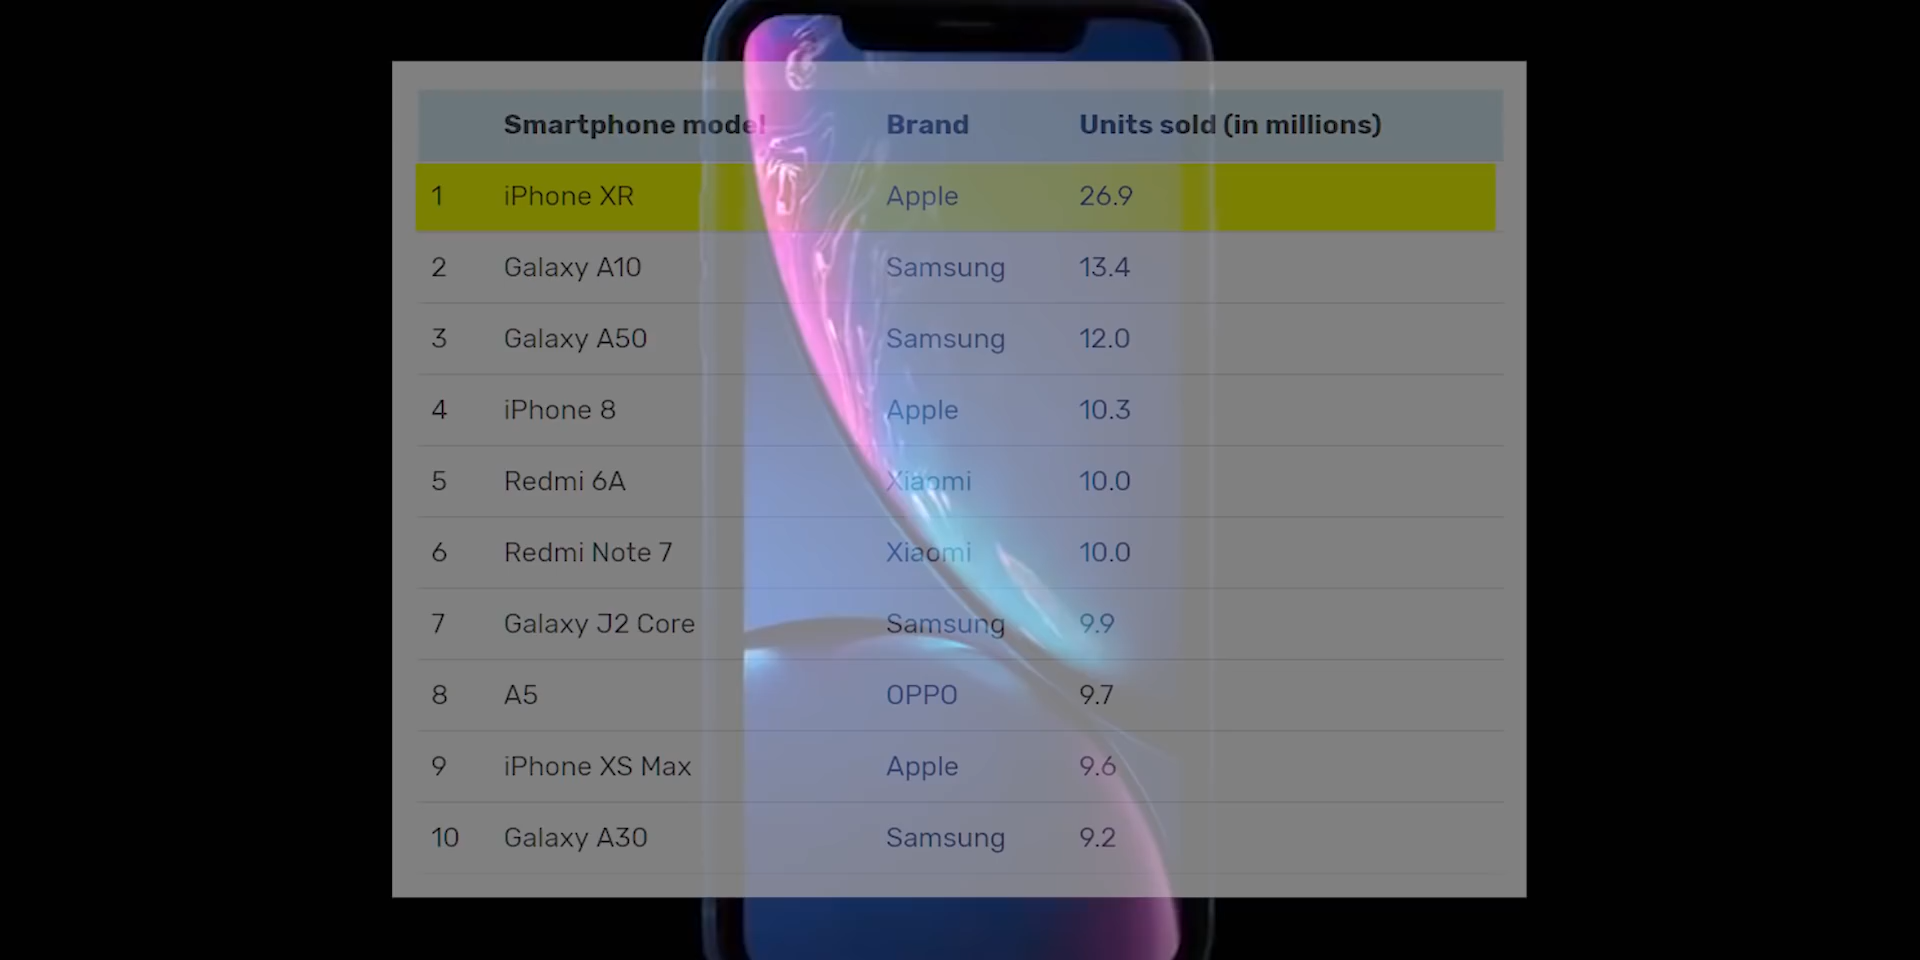 Smartphone model Brand Units sold (in millions)
1 iPhone XR Apple 26.9
2 Galaxy A10 Samsung 13.4
3 Galaxy A50 Samsung 12.0
4 iPhone 8 Apple 10.3
5 Redmi 6A Xiaomi 10.0
6 Redmi Note 7 Xiaomi 10.0
7 Galaxy J2 Core Samsung 9.9
8 A5 OPPO 9.7
9 iPhone XS Max Apple 9.6
10 Galaxy A30 Samsung 9.2